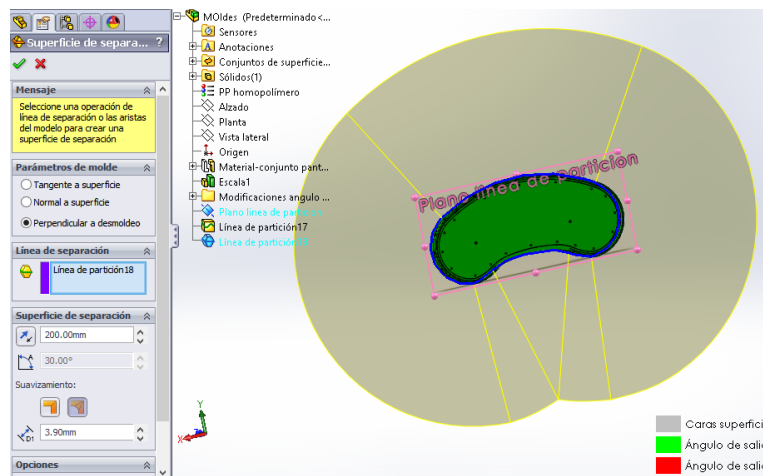 Superficie de separa... ?
Mensaje
Seleccione una operación de
línea de separación o las aristas
del modelo para crear una
superficie de separación
Parámetros de molde
Tangente a superficie
Normal a superficie
Perpendicular a desmoldeo
Línea de separación
Línea de partición18
Superficie de separación
200.00mm
30.00°
Suavizamiento:
3.90mm
Opciones
MOldes (Predeterminado<...
Sensores
Anotaciones
Conjuntos de superficie...
Sólidos(1)
PP homopolímero
Alzado
Planta
Vista lateral
Origen
Material-conjunto pant...
Escala1
Modificaciones angulo ...
Plano línea de partición
Línea de partición17
Línea de partición18
Plano línea de partición
Y
X
Caras superfici
Ángulo de sali
Ángulo de sali